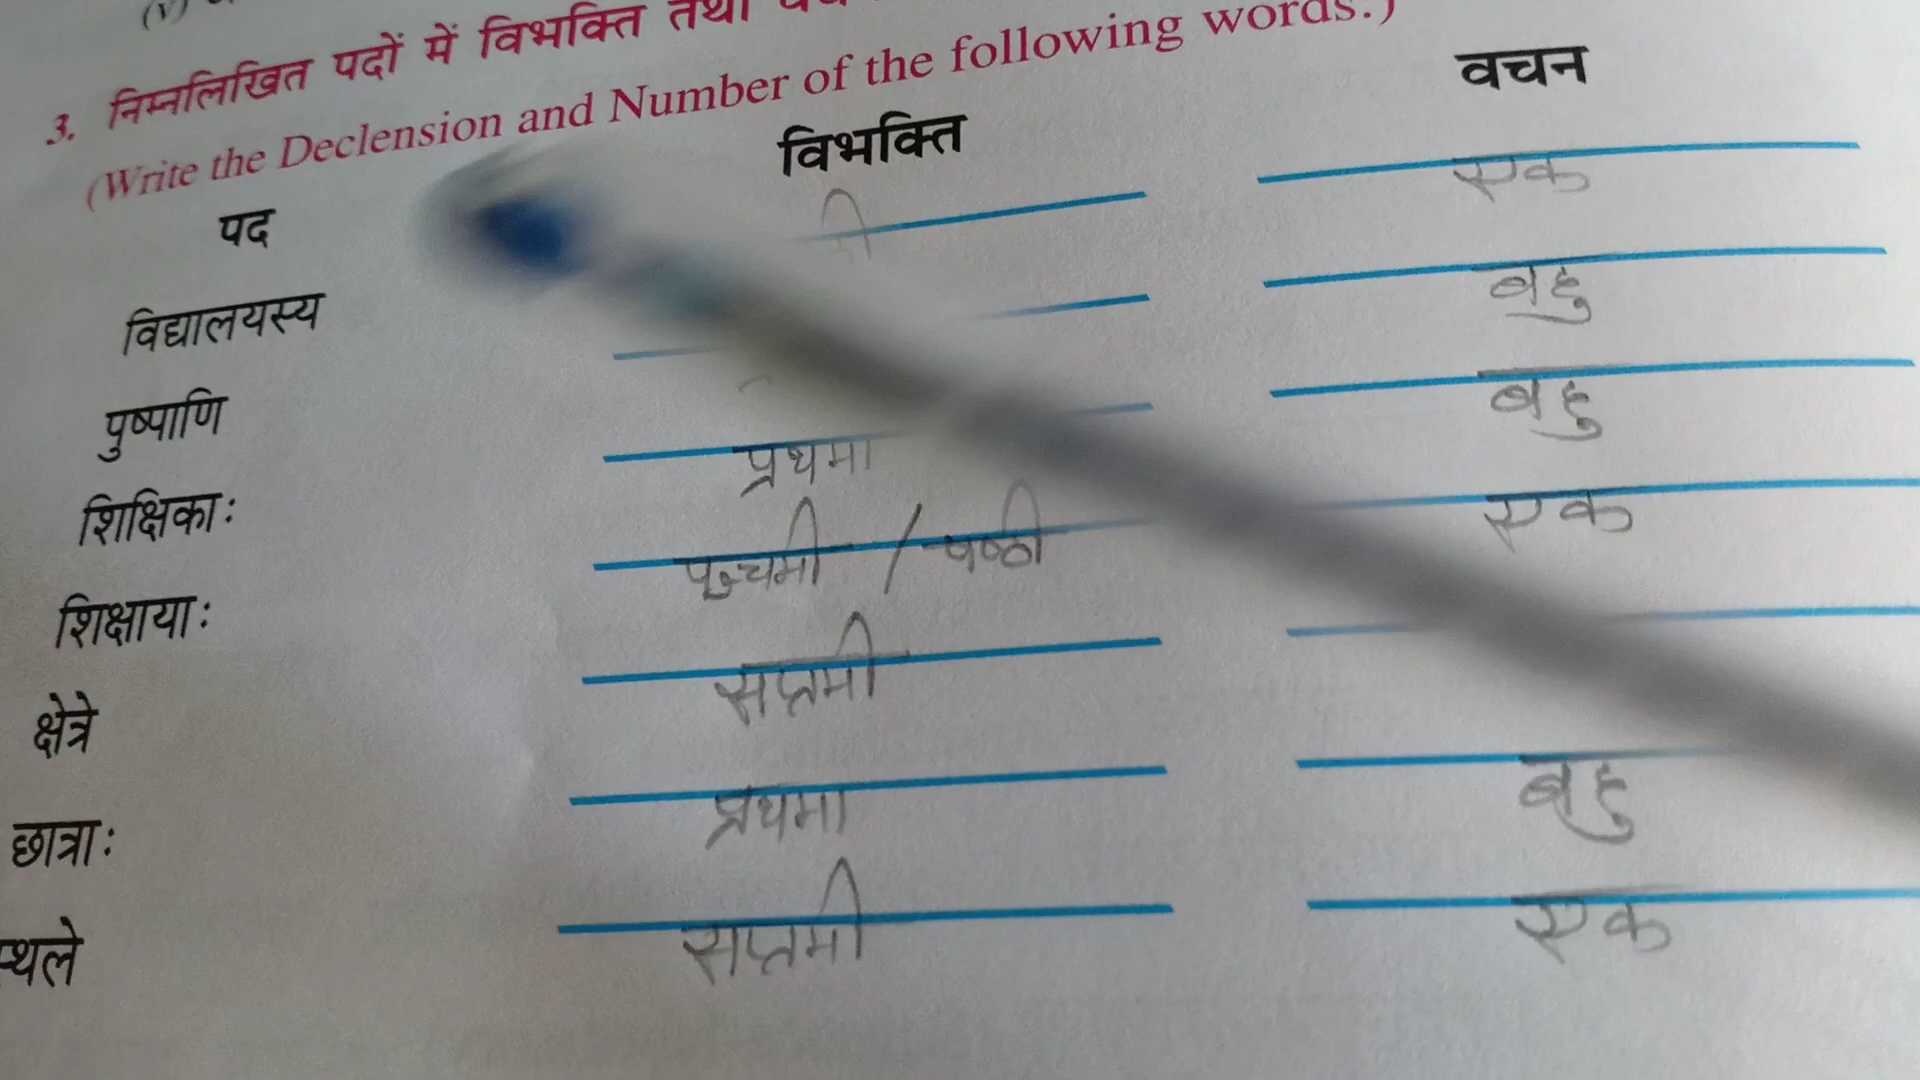 (v)
3. निम्नलिखित पदों में विभक्ति तथा
(Write the Declension and Number of the following words.)
पद विभक्ति वचन
विद्यालयस्य एक
पुष्पाणि बहु
शिक्षिकाः प्रथमा बहु
शिक्षायाः पञ्चमी / षष्ठी एक
क्षेत्रे सप्तमी
छात्राः प्रथमा बहु
स्थले सप्तमी एक